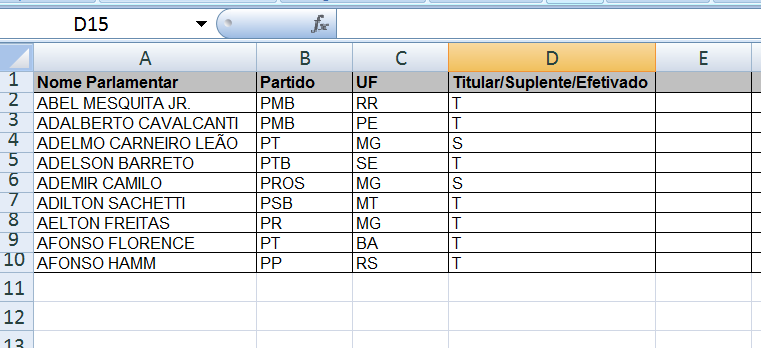 D15 fx
A B C D E
1 Nome Parlamentar Partido UF Titular/Suplente/Efetivado
2 ABEL MESQUITA JR. PMB RR T
3 ADALBERTO CAVALCANTI PMB PE T
4 ADELMO CARNEIRO LEÃO PT MG S
5 ADELSON BARRETO PTB SE T
6 ADEMIR CAMILO PROS MG S
7 ADILTON SACHETTI PSB MT T
8 AELTON FREITAS PR MG T
9 AFONSO FLORENCE PT BA T
10 AFONSO HAMM PP RS T
11
12
13